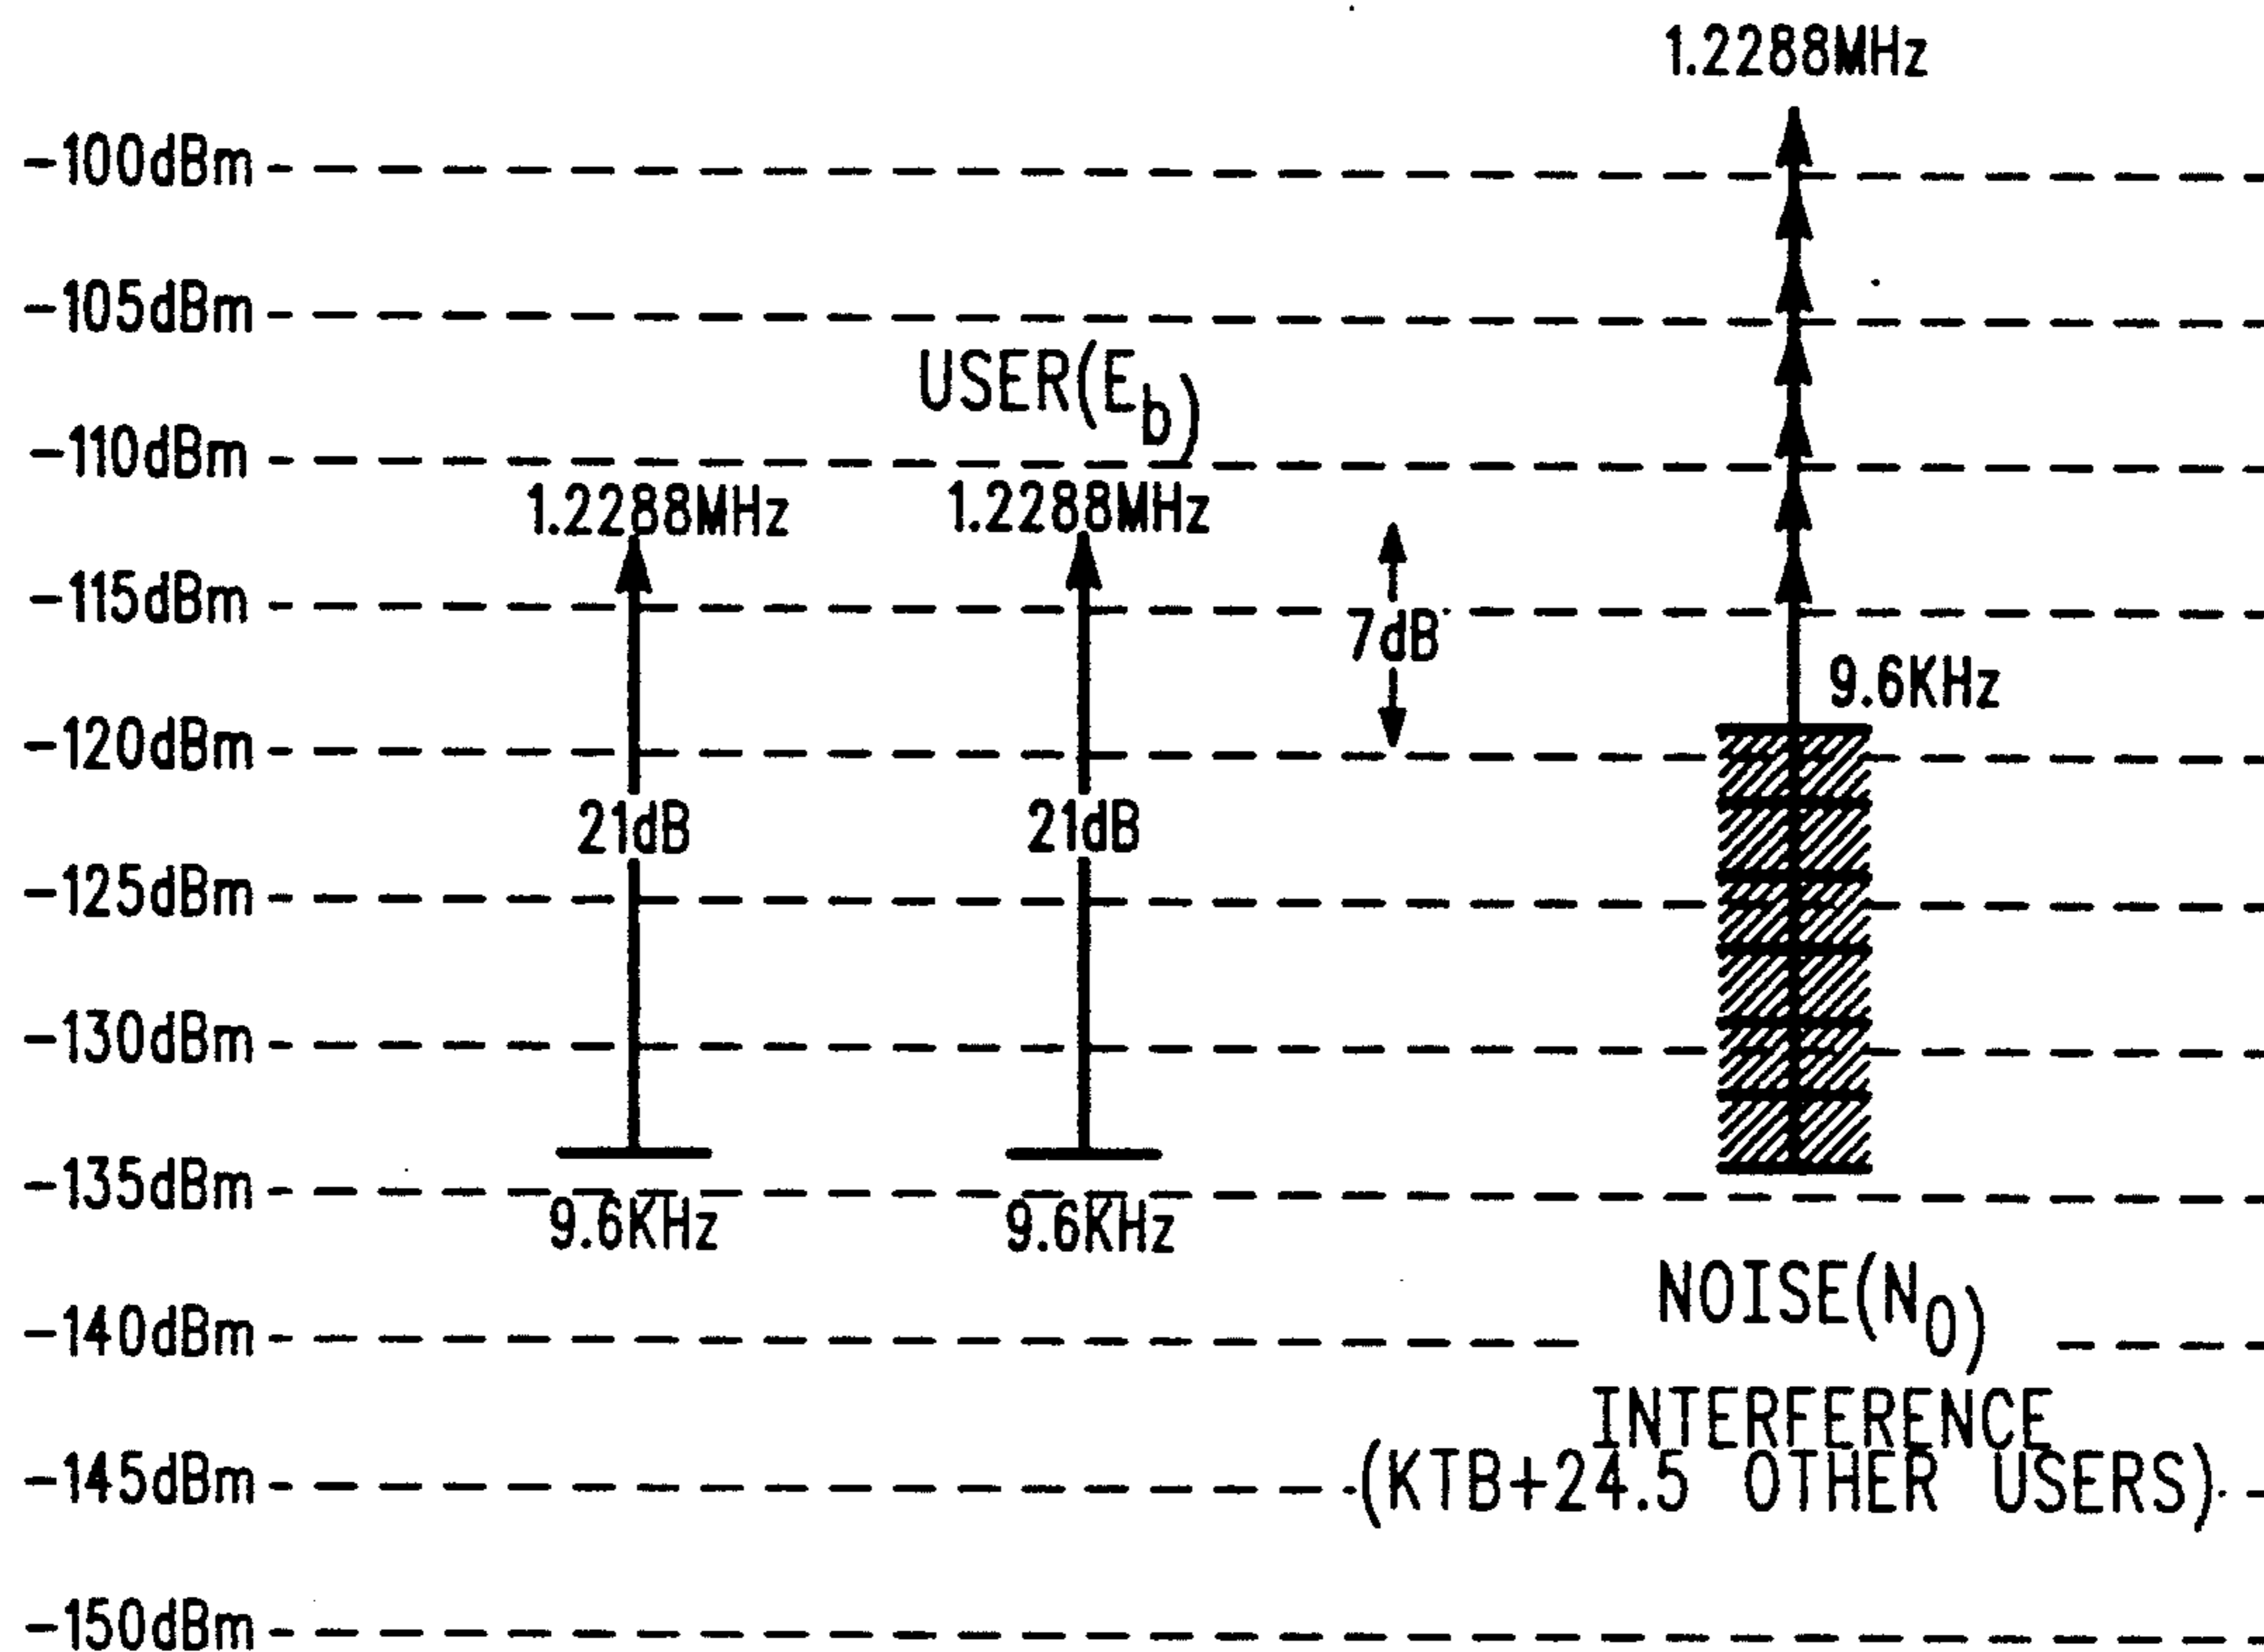 1.2288MHz
-100dBm
-105dBm
USER(Eb)
-110dBm
1.2288MHz 1.2288MHz
-115dBm
7dB
9.6KHz
-120dBm
21dB 21dB
-125dBm
-130dBm
-135dBm
9.6KHz 9.6KHz
NOISE(N0)
-140dBm
INTERFERENCE
-145dBm
(KTB+24.5 OTHER USERS)
-150dBm